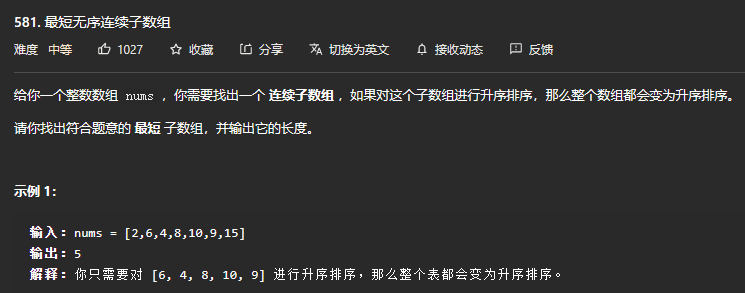 581. 最短无序连续子数组
难度 中等 1027 收藏 分享 切换为英文 接收动态 反馈
给你一个整数数组 nums ，你需要找出一个 连续子数组 ，如果对这个子数组进行升序排序，那么整个数组都会变为升序排序。
请你找出符合题意的 最短 子数组，并输出它的长度。
示例 1：
输入：nums = [2,6,4,8,10,9,15]
输出：5
解释：你只需要对 [6, 4, 8, 10, 9] 进行升序排序，那么整个表都会变为升序排序。